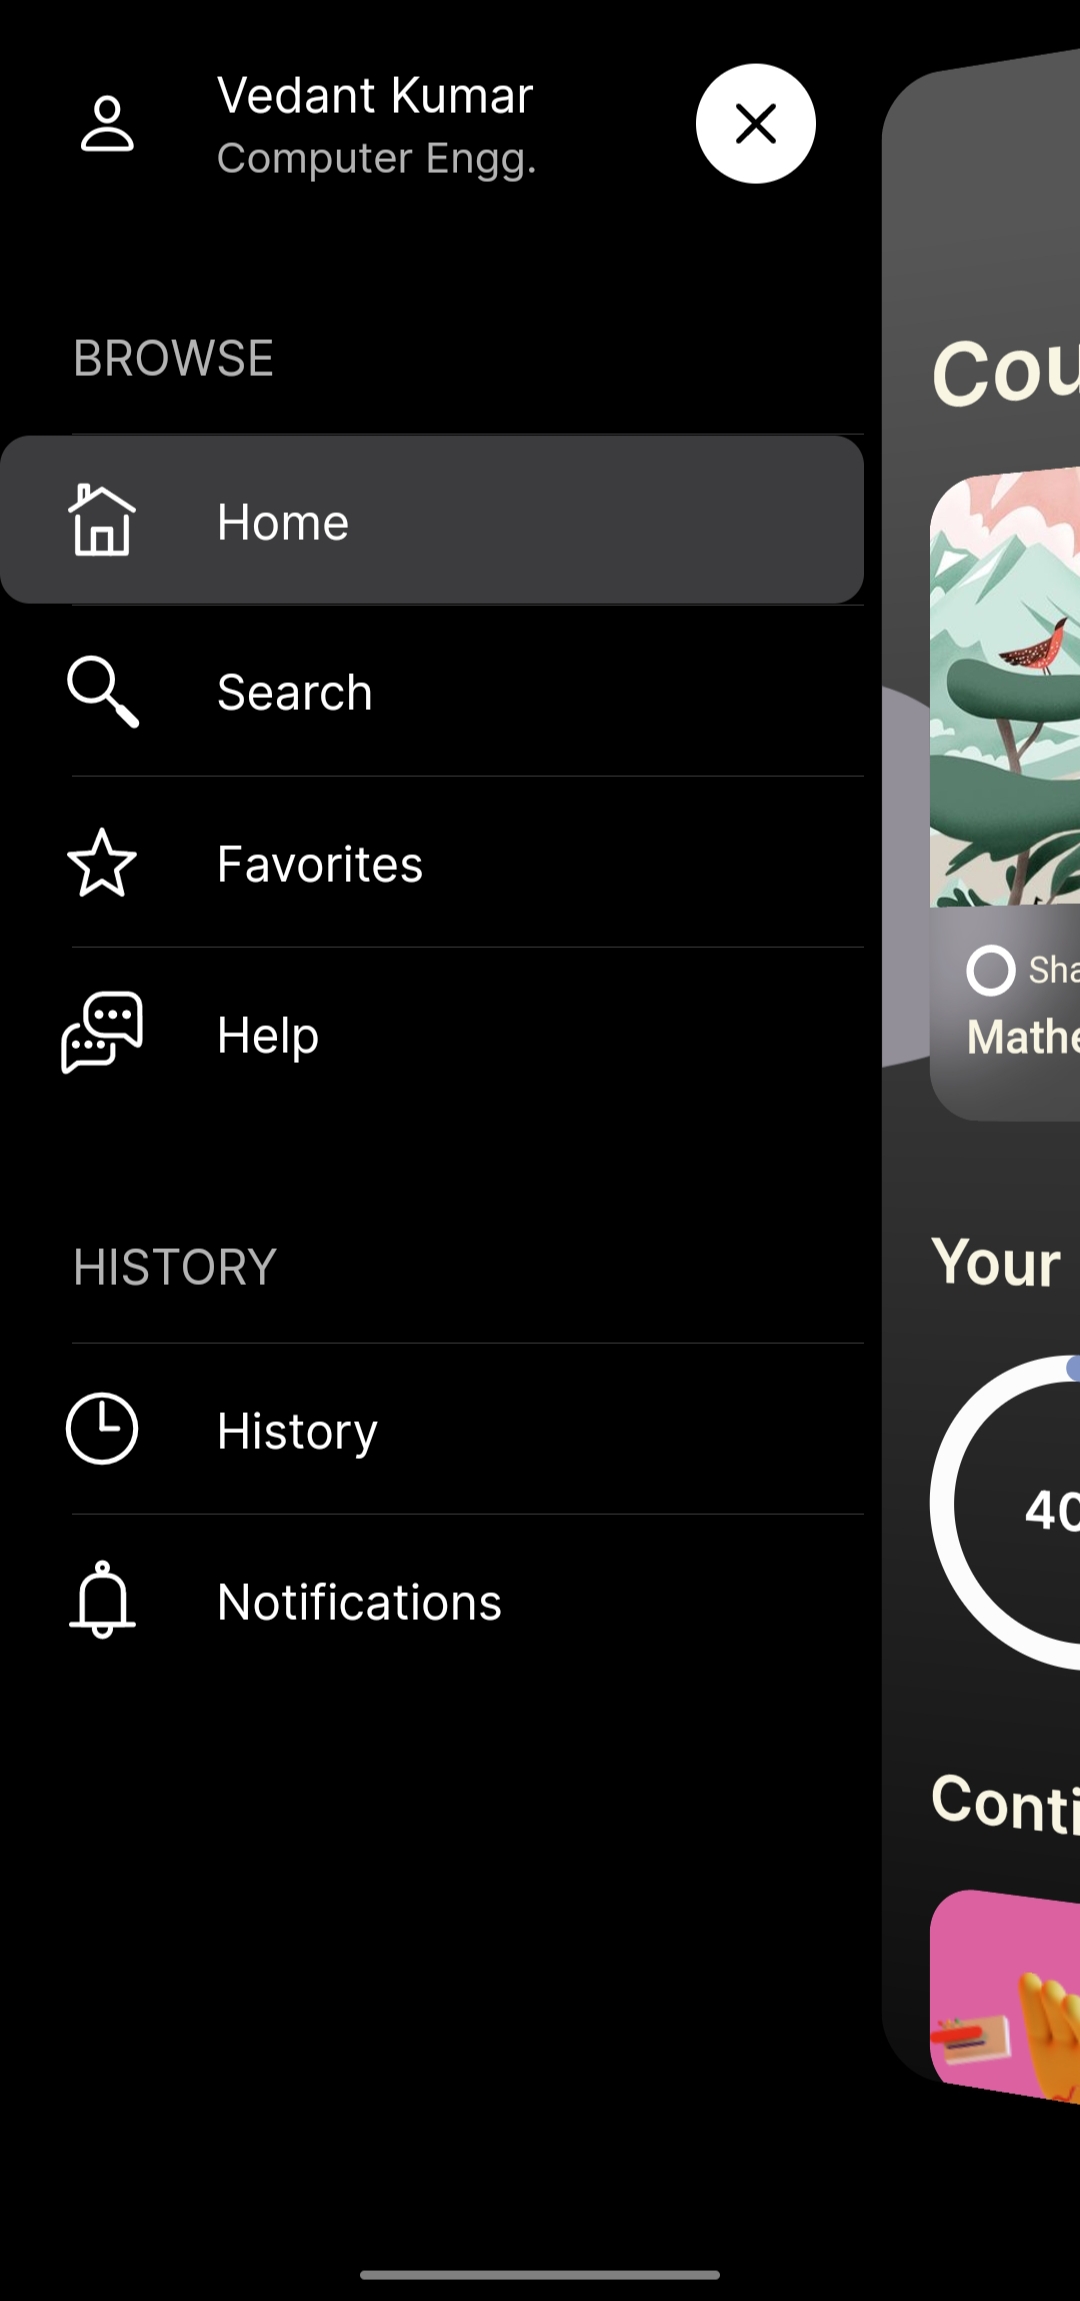 Vedant Kumar
Computer Engg.
BROWSE
Home
Search
Favorites
Help
HISTORY
History
Notifications
Cou
Sha
Mathe
Your
40
Conti